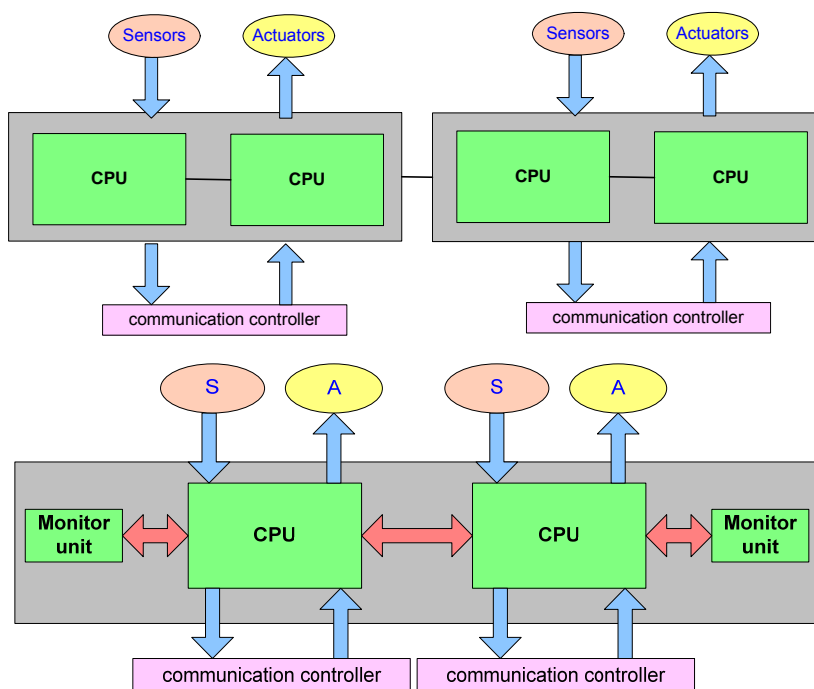 Sensors
Actuators
Sensors
Actuators
CPU
CPU
CPU
CPU
communication controller
communication controller
S
A
S
A
Monitor
unit
CPU
CPU
Monitor
unit
communication controller
communication controller